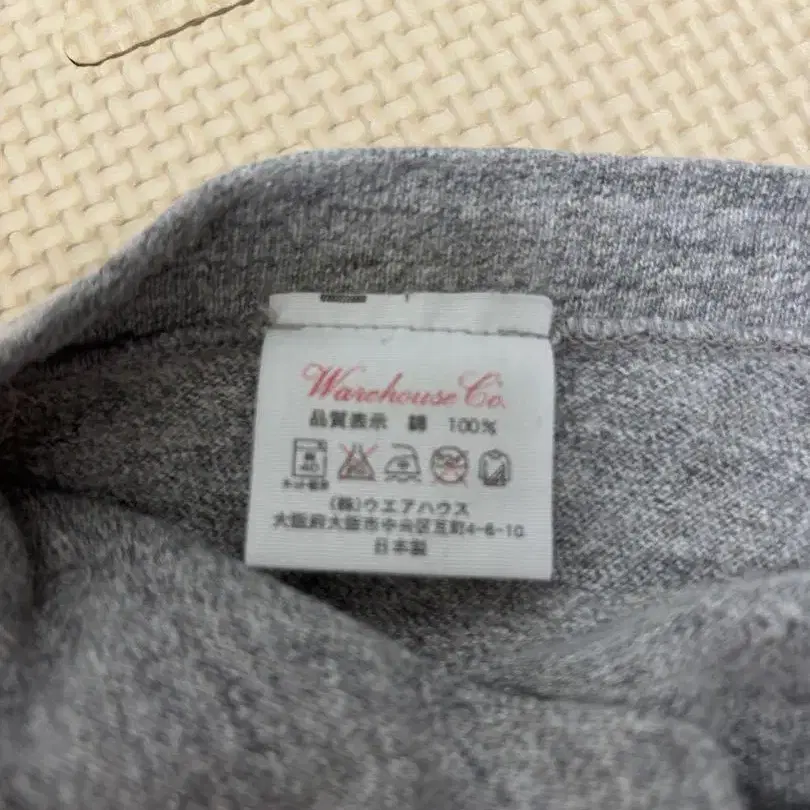 Warehouse Co.
品質表示 綿 100%
40
(株)ウエアハウス
大阪府大阪市中央区瓦町4-6-10
日本製